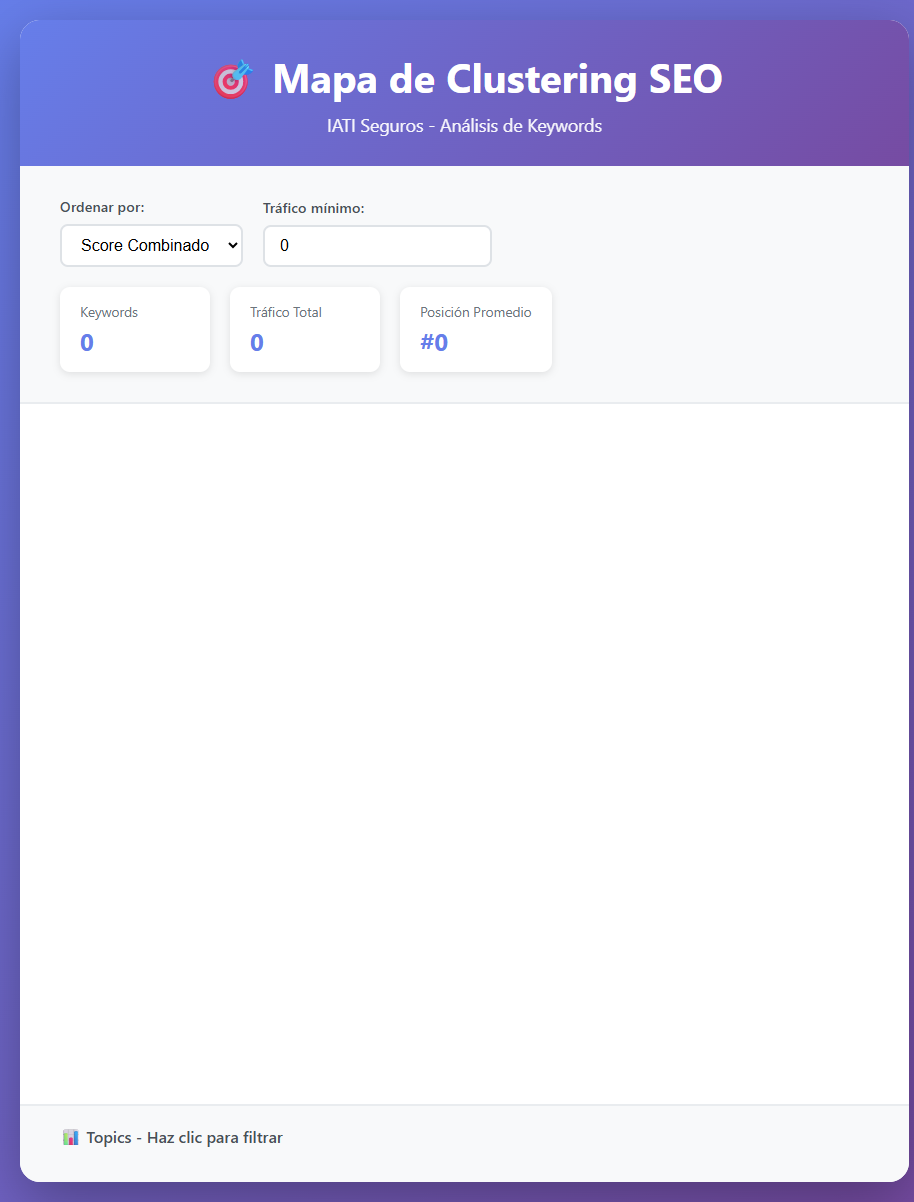 🎯 Mapa de Clustering SEO
IATI Seguros - Análisis de Keywords
Ordenar por:
Tráfico mínimo:
Score Combinado
0
Keywords
0
Tráfico Total
0
Posición Promedio
#0
📊 Topics - Haz clic para filtrar